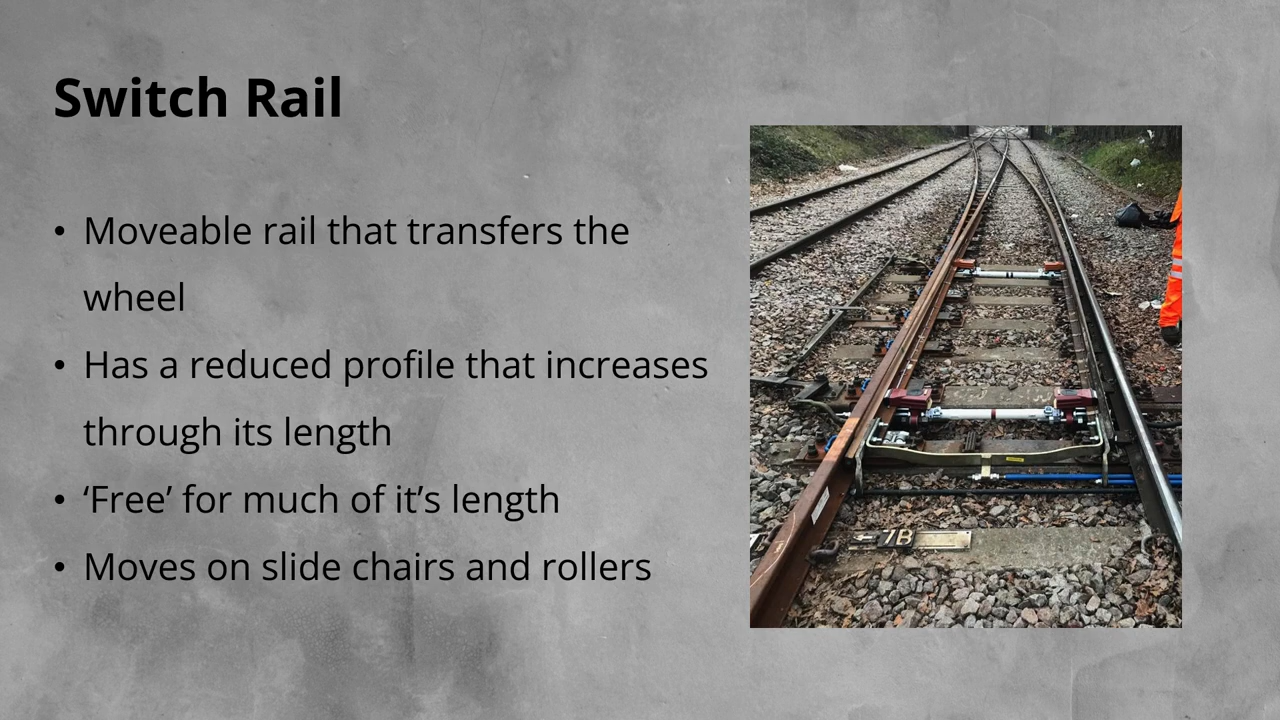 Switch Rail
• Moveable rail that transfers the
wheel
• Has a reduced profile that increases
through its length
• ‘Free’ for much of it’s length
• Moves on slide chairs and rollers
7B